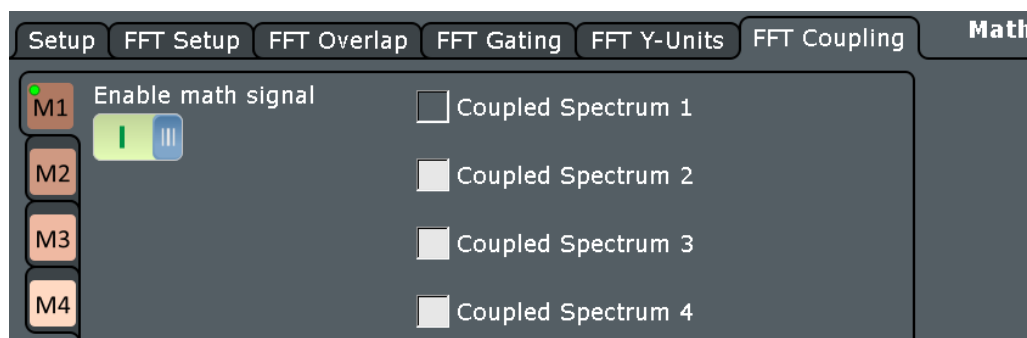 Setup FFT Setup FFT Overlap FFT Gating FFT Y-Units FFT Coupling Math
M1 Enable math signal Coupled Spectrum 1
M2 Coupled Spectrum 2
M3 Coupled Spectrum 3
M4 Coupled Spectrum 4